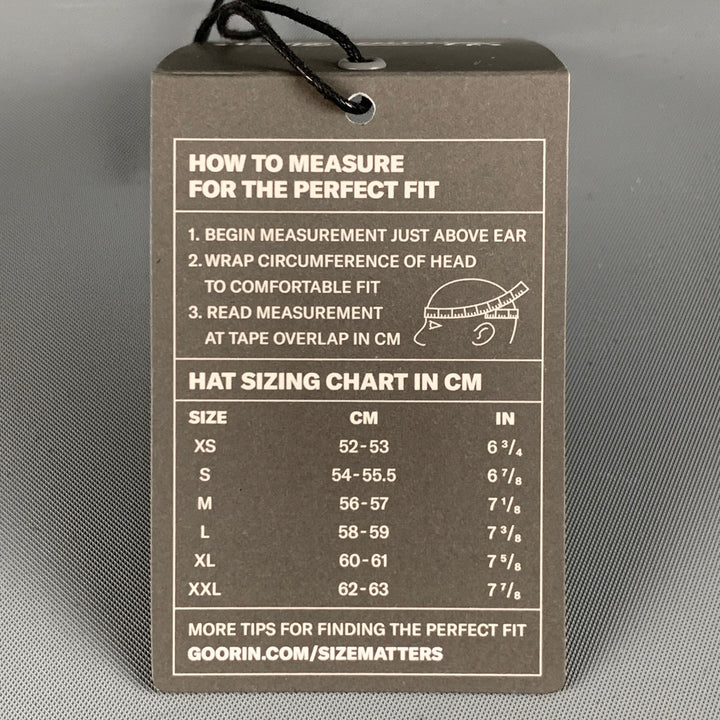 HOW TO MEASURE
FOR THE PERFECT FIT
1. BEGIN MEASUREMENT JUST ABOVE EAR
2. WRAP CIRCUMFERENCE OF HEAD
TO COMFORTABLE FIT
3. READ MEASUREMENT
AT TAPE OVERLAP IN CM
HAT SIZING CHART IN CM
SIZE CM IN
XS 52-53 6 3/4
S 54-55.5 6 7/8
M 56-57 7 1/8
L 58-59 7 3/8
XL 60-61 7 5/8
XXL 62-63 7 7/8
MORE TIPS FOR FINDING THE PERFECT FIT
GOORIN.COM/SIZEMATTERS